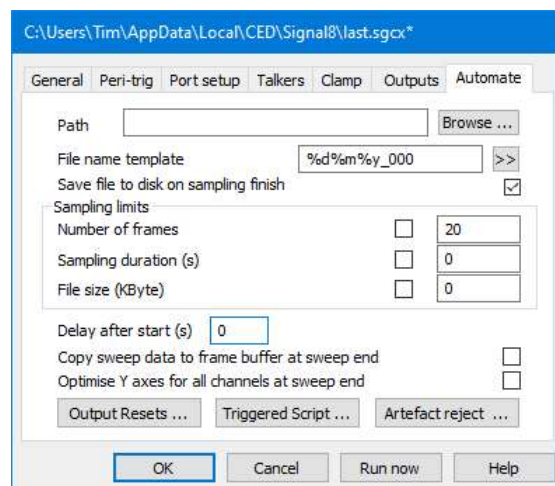 C:\Users\Tim\AppData\Local\CED\Signal8\last.sgcx*
General Peri-trig Port setup Talkers Clamp Outputs Automate
Path Browse ...
File name template %d%m%y_000 >>
Save file to disk on sampling finish
Sampling limits
Number of frames 20
Sampling duration (s) 0
File size (KByte) 0
Delay after start (s) 0
Copy sweep data to frame buffer at sweep end
Optimise Y axes for all channels at sweep end
Output Resets ... Triggered Script ... Artefact reject ...
OK Cancel Run now Help